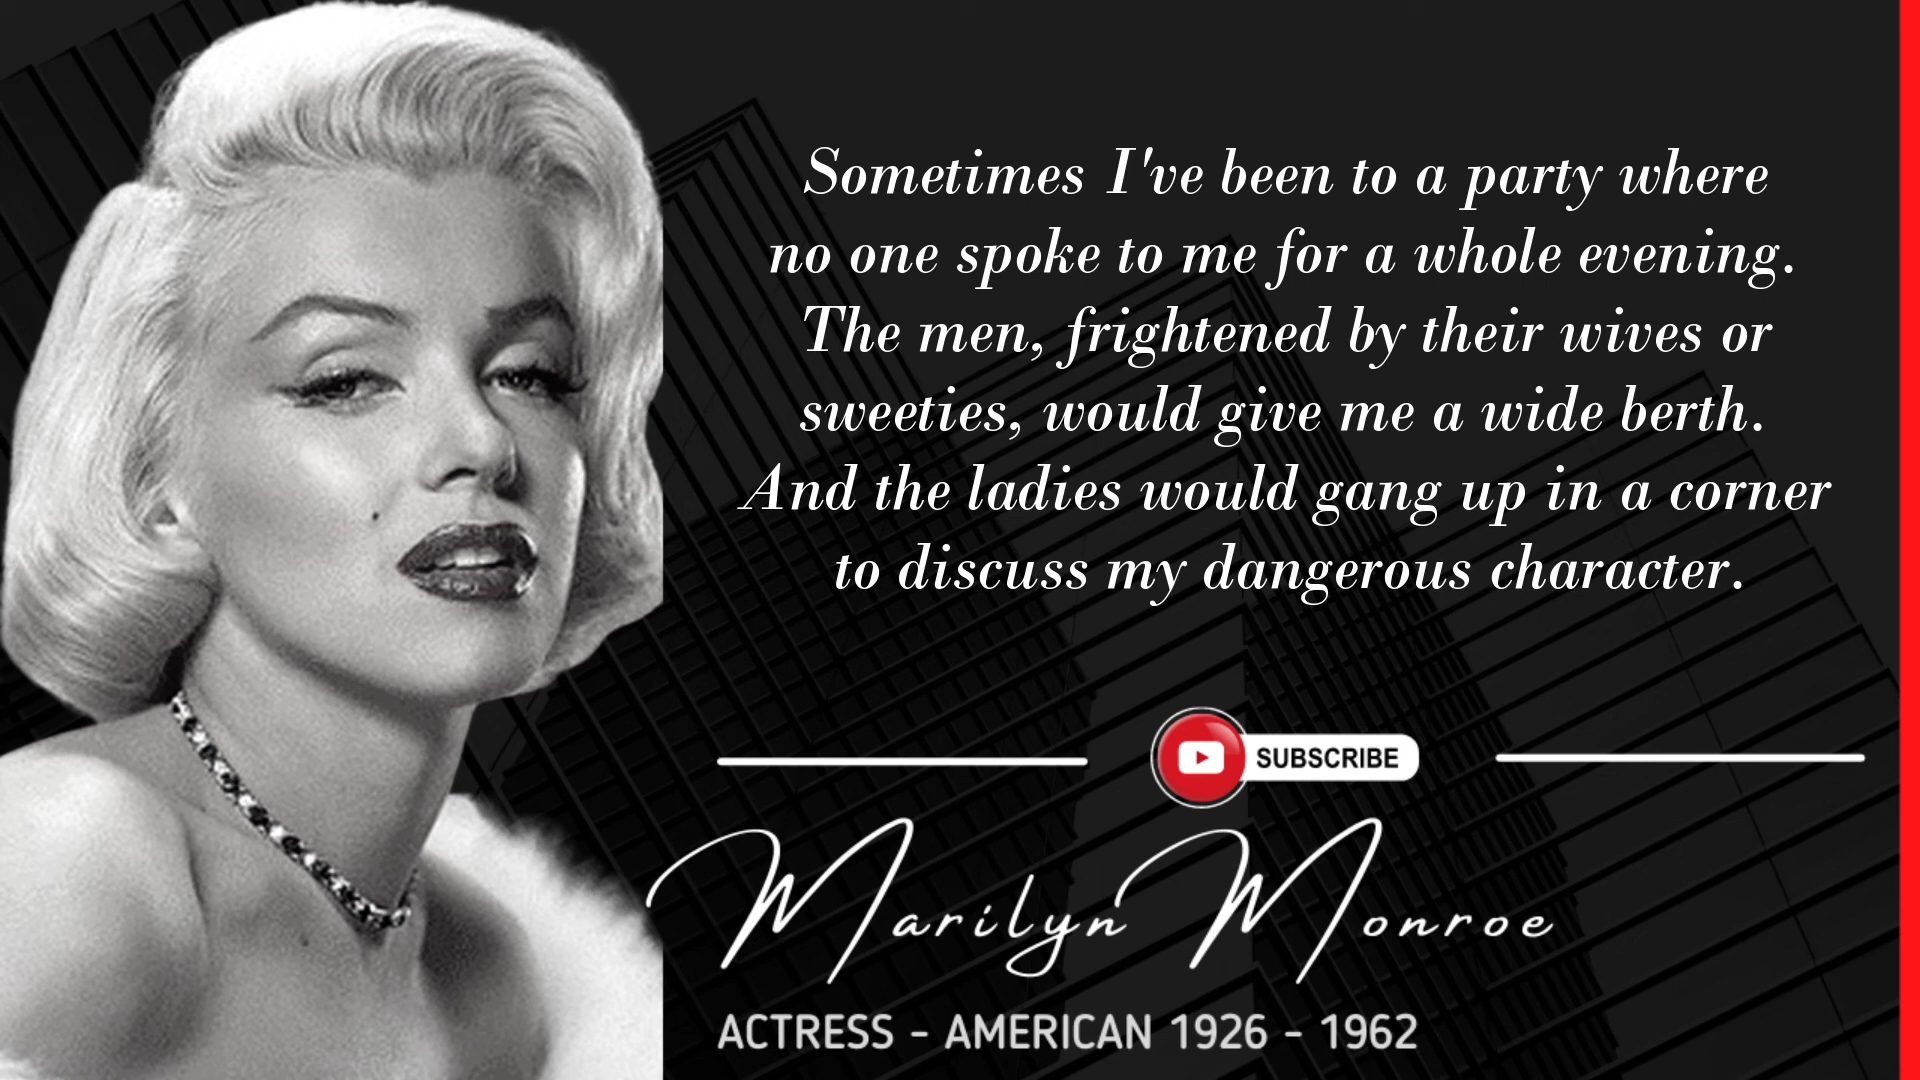 Sometimes I've been to a party where
no one spoke to me for a whole evening.
The men, frightened by their wives or
sweeties, would give me a wide berth.
And the ladies would gang up in a corner
to discuss my dangerous character.
SUBSCRIBE
Marilyn Monroe
ACTRESS - AMERICAN 1926 - 1962